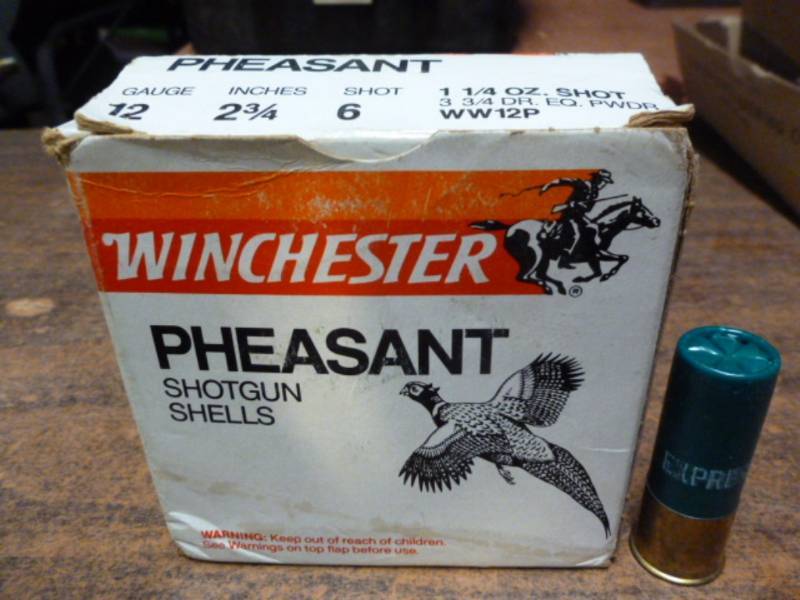 PHEASANT
GAUGE INCHES SHOT 1 1/4 OZ. SHOT
12 2¾ 6 3 3/4 DR. EQ. PWDR
WW12P
WINCHESTER
®
PHEASANT
SHOTGUN
SHELLS
WARNING: Keep out of reach of children.
See Warnings on top flap before use.